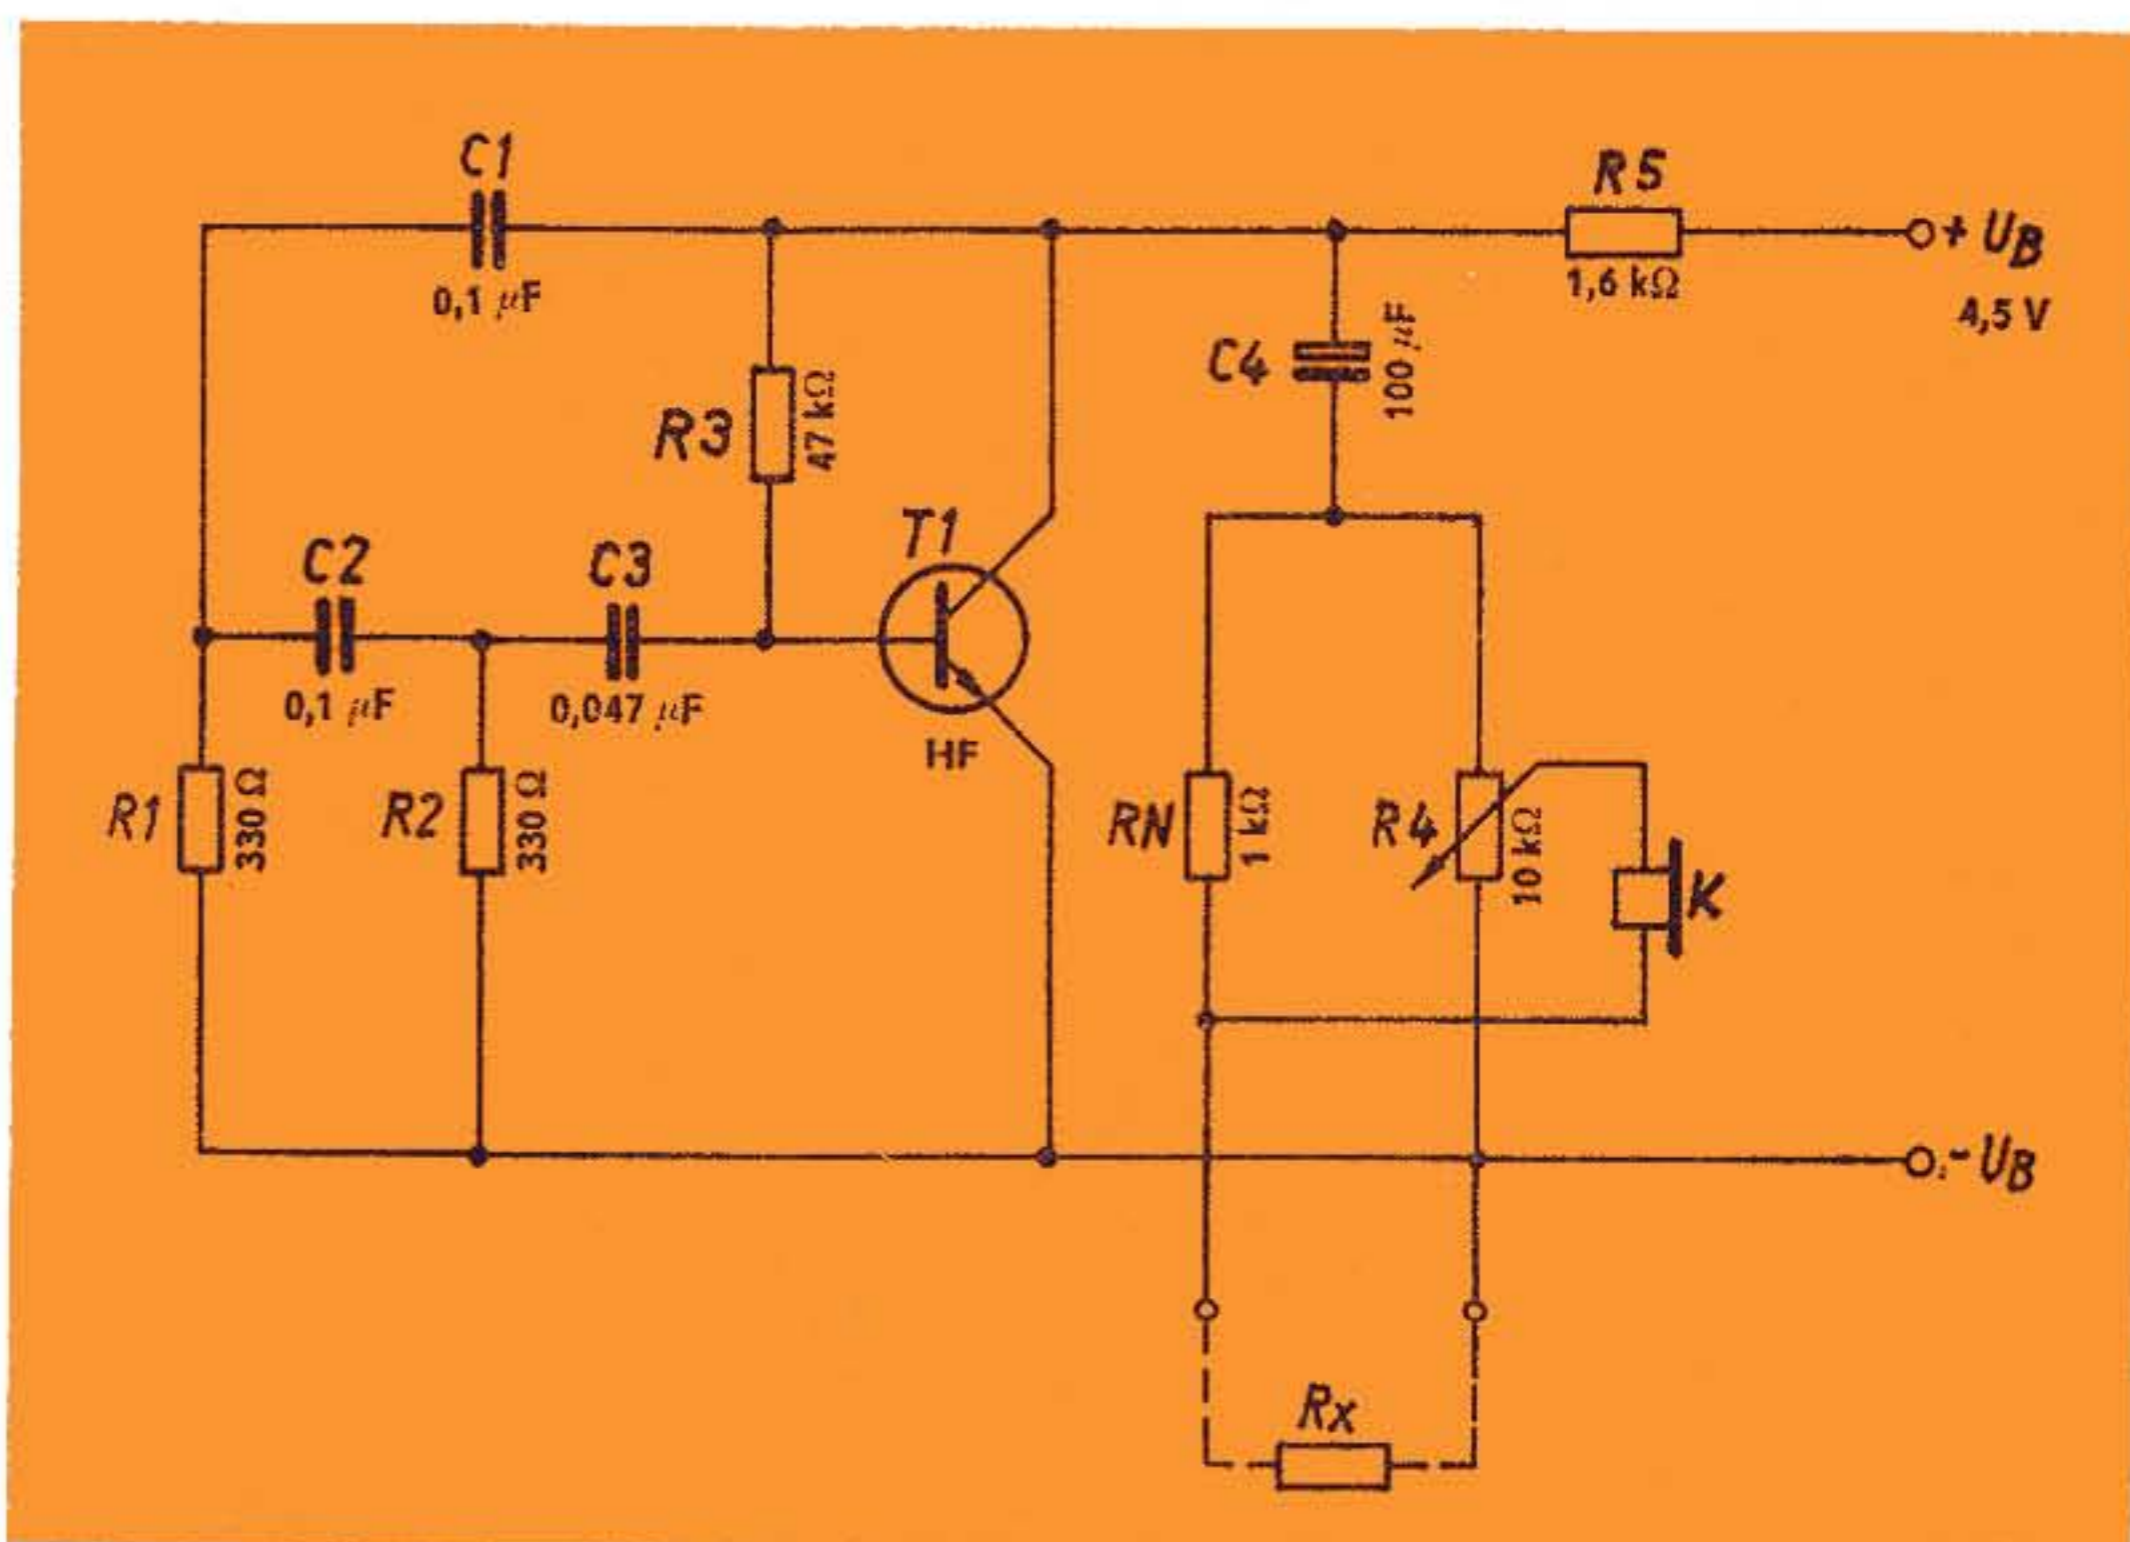 C1
0,1 µF
R5
1,6 kΩ
+ UB
4,5 V
C4
100 µF
R3
47 kΩ
T1
HF
C2
0,1 µF
C3
0,047 µF
R1
330 Ω
R2
330 Ω
RN
1 kΩ
R4
10 kΩ
K
- UB
Rx